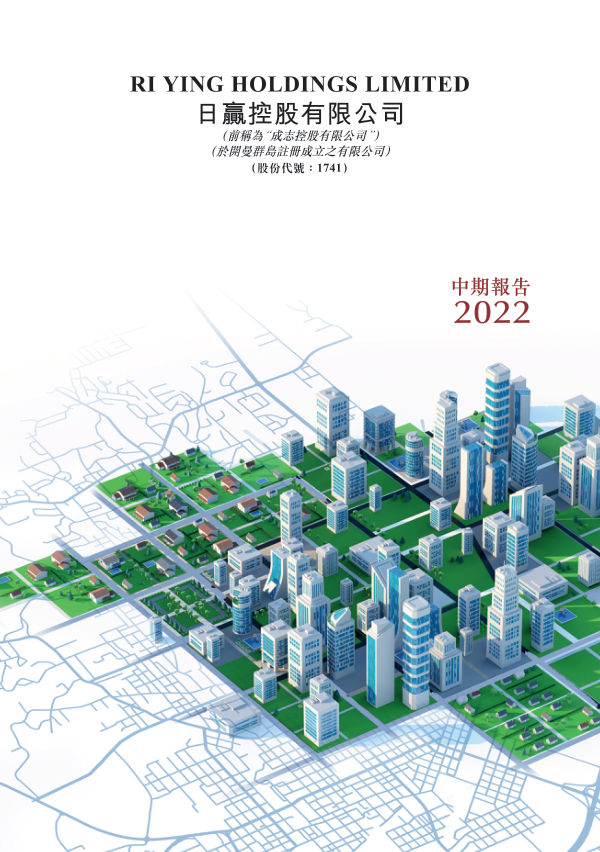 RI YING HOLDINGS LIMITED
日贏控股有限公司
（前稱為“成志控股有限公司”）
（於開曼群島註冊成立之有限公司）
（股份代號：1741）
中期報告
2022